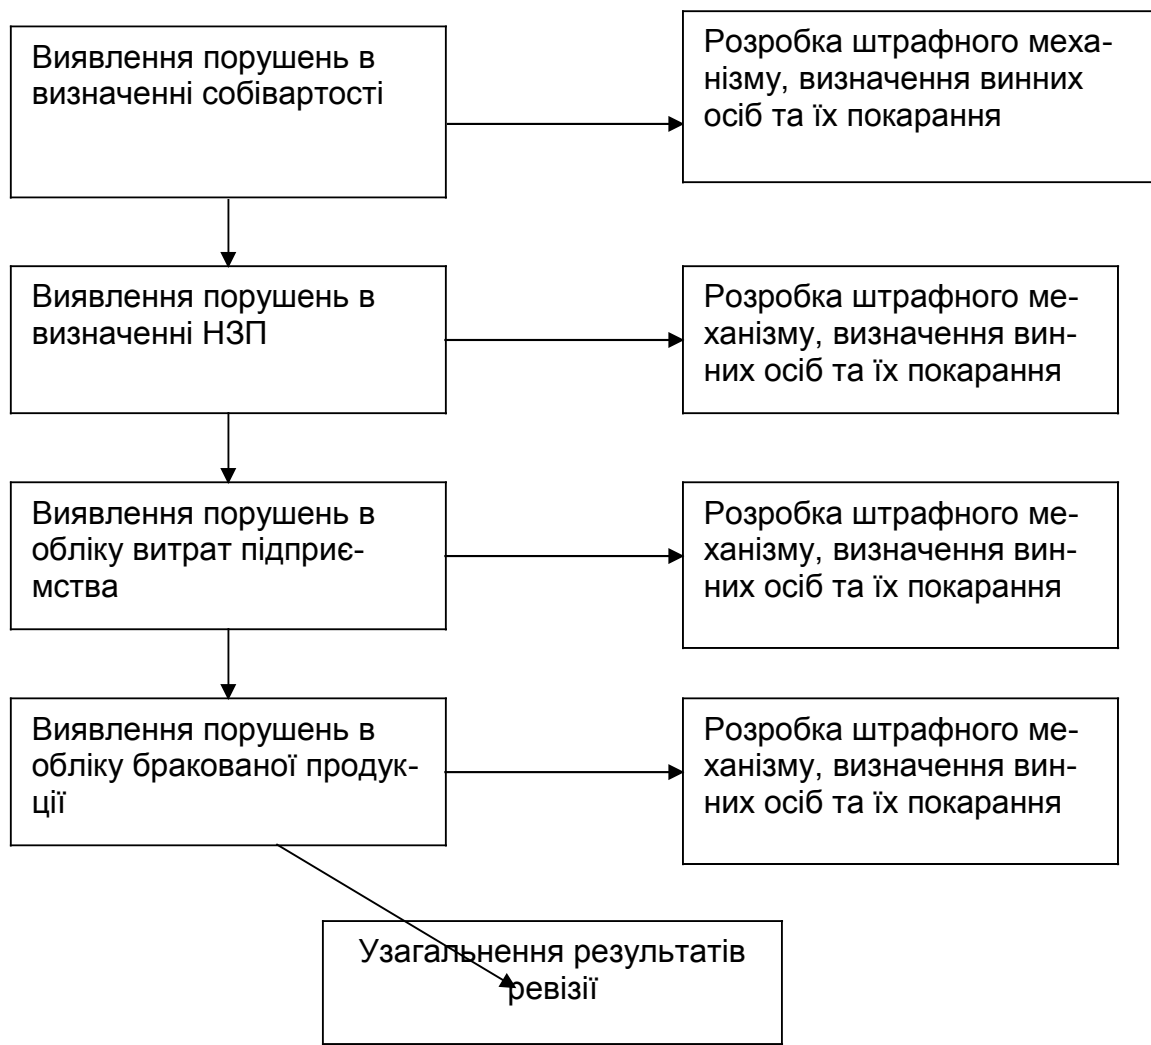 Виявлення порушень в
визначенні собівартості
Розробка штрафного меха-
нізму, визначення винних
осіб та їх покарання
Виявлення порушень в
визначенні НЗП
Розробка штрафного ме-
ханізму, визначення вин-
них осіб та їх покарання
Виявлення порушень в
обліку витрат підприє-
мства
Розробка штрафного ме-
ханізму, визначення вин-
них осіб та їх покарання
Виявлення порушень в
обліку бракованої продук-
ції
Розробка штрафного ме-
ханізму, визначення вин-
них осіб та їх покарання
Узагальнення результатів
ревізії